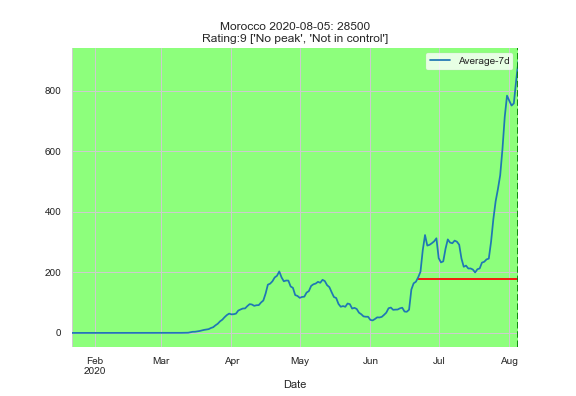 Morocco 2020-08-05: 28500
Rating:9 ['No peak', 'Not in control']
Average-7d
800
600
400
200
0
Feb
2020
Mar
Apr
May
Jun
Jul
Aug
Date